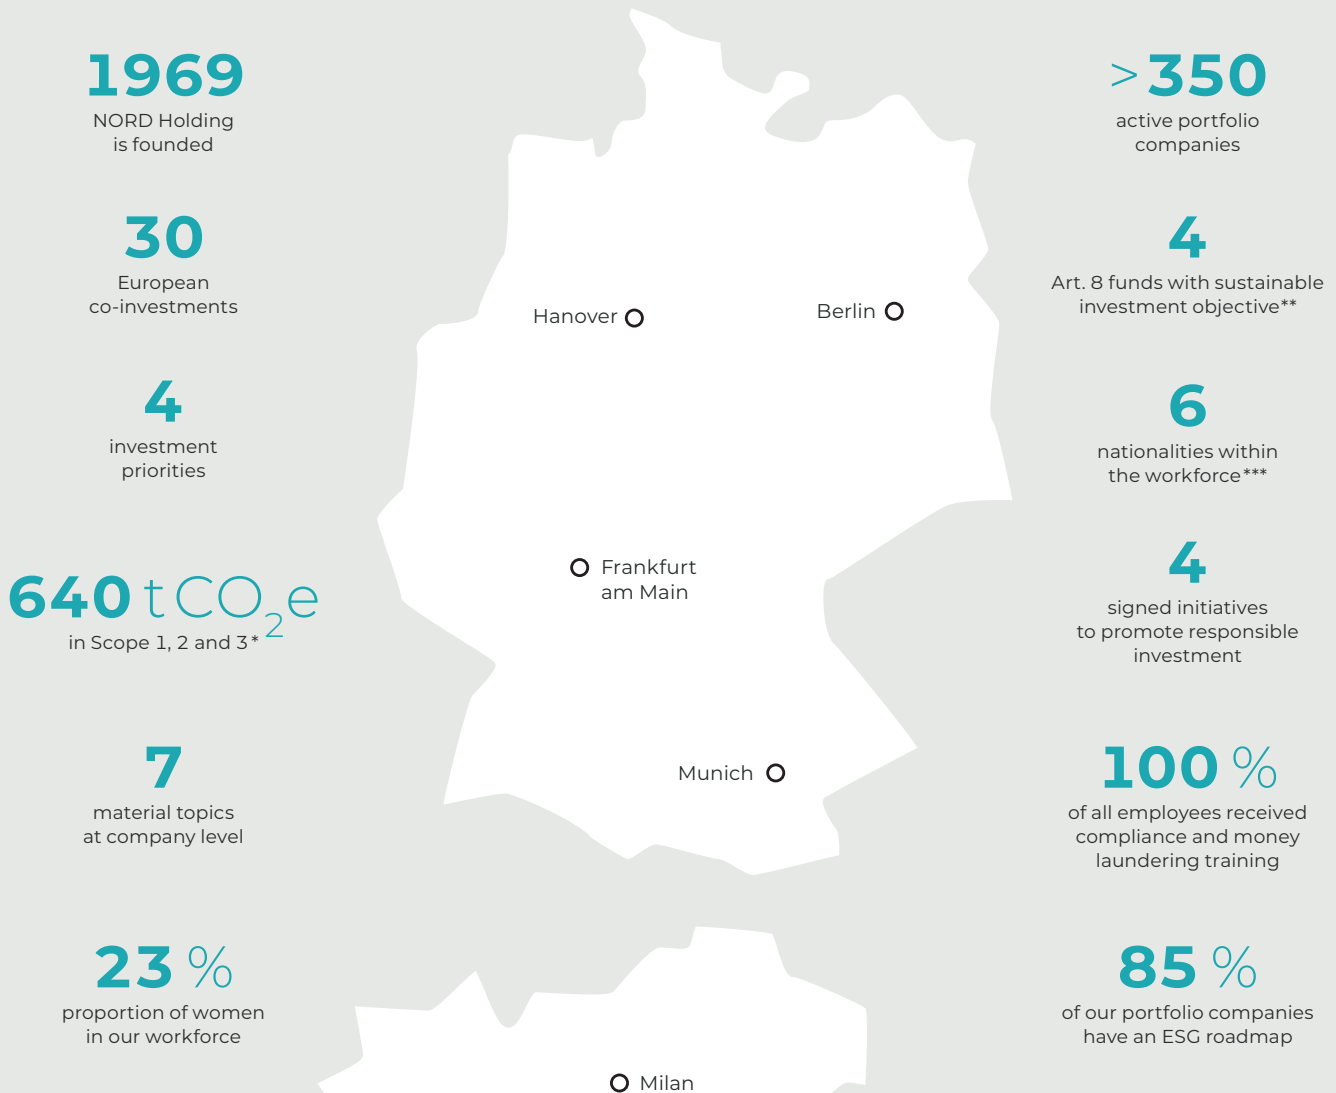 1969
NORD Holding
is founded
30
European
co-investments
4
investment
priorities
640 t CO₂e
in Scope 1, 2 and 3*
7
material topics
at company level
23 %
proportion of women
in our workforce
Hanover
Berlin
Frankfurt
am Main
Munich
Milan
>350
active portfolio
companies
4
Art. 8 funds with sustainable
investment objective**
6
nationalities within
the workforce***
4
signed initiatives
to promote responsible
investment
100 %
of all employees received
compliance and money
laundering training
85 %
of our portfolio companies
have an ESG roadmap